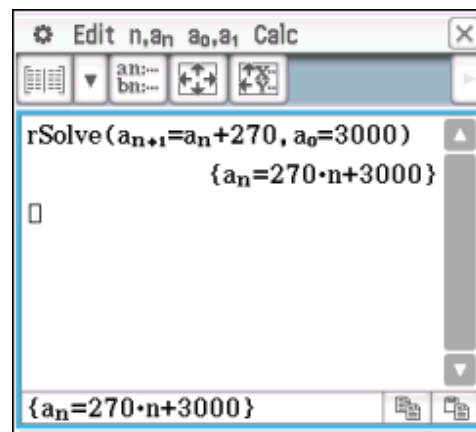 Edit n,aₙ a₀,a₁ Calc
an:--
bn:--
rSolve(aₙ₊₁=aₙ+270,a₀=3000)
{aₙ=270·n+3000}
{aₙ=270·n+3000}